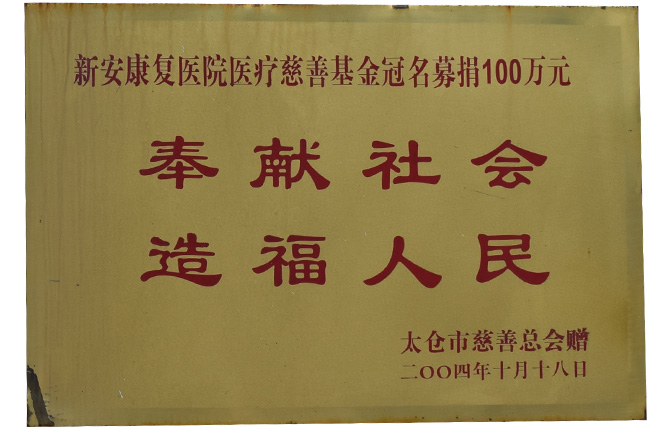 新安康复医院医疗慈善基金冠名募捐100万元
奉献社会
造福人民
太仓市慈善总会赠
二〇〇四年十月十八日